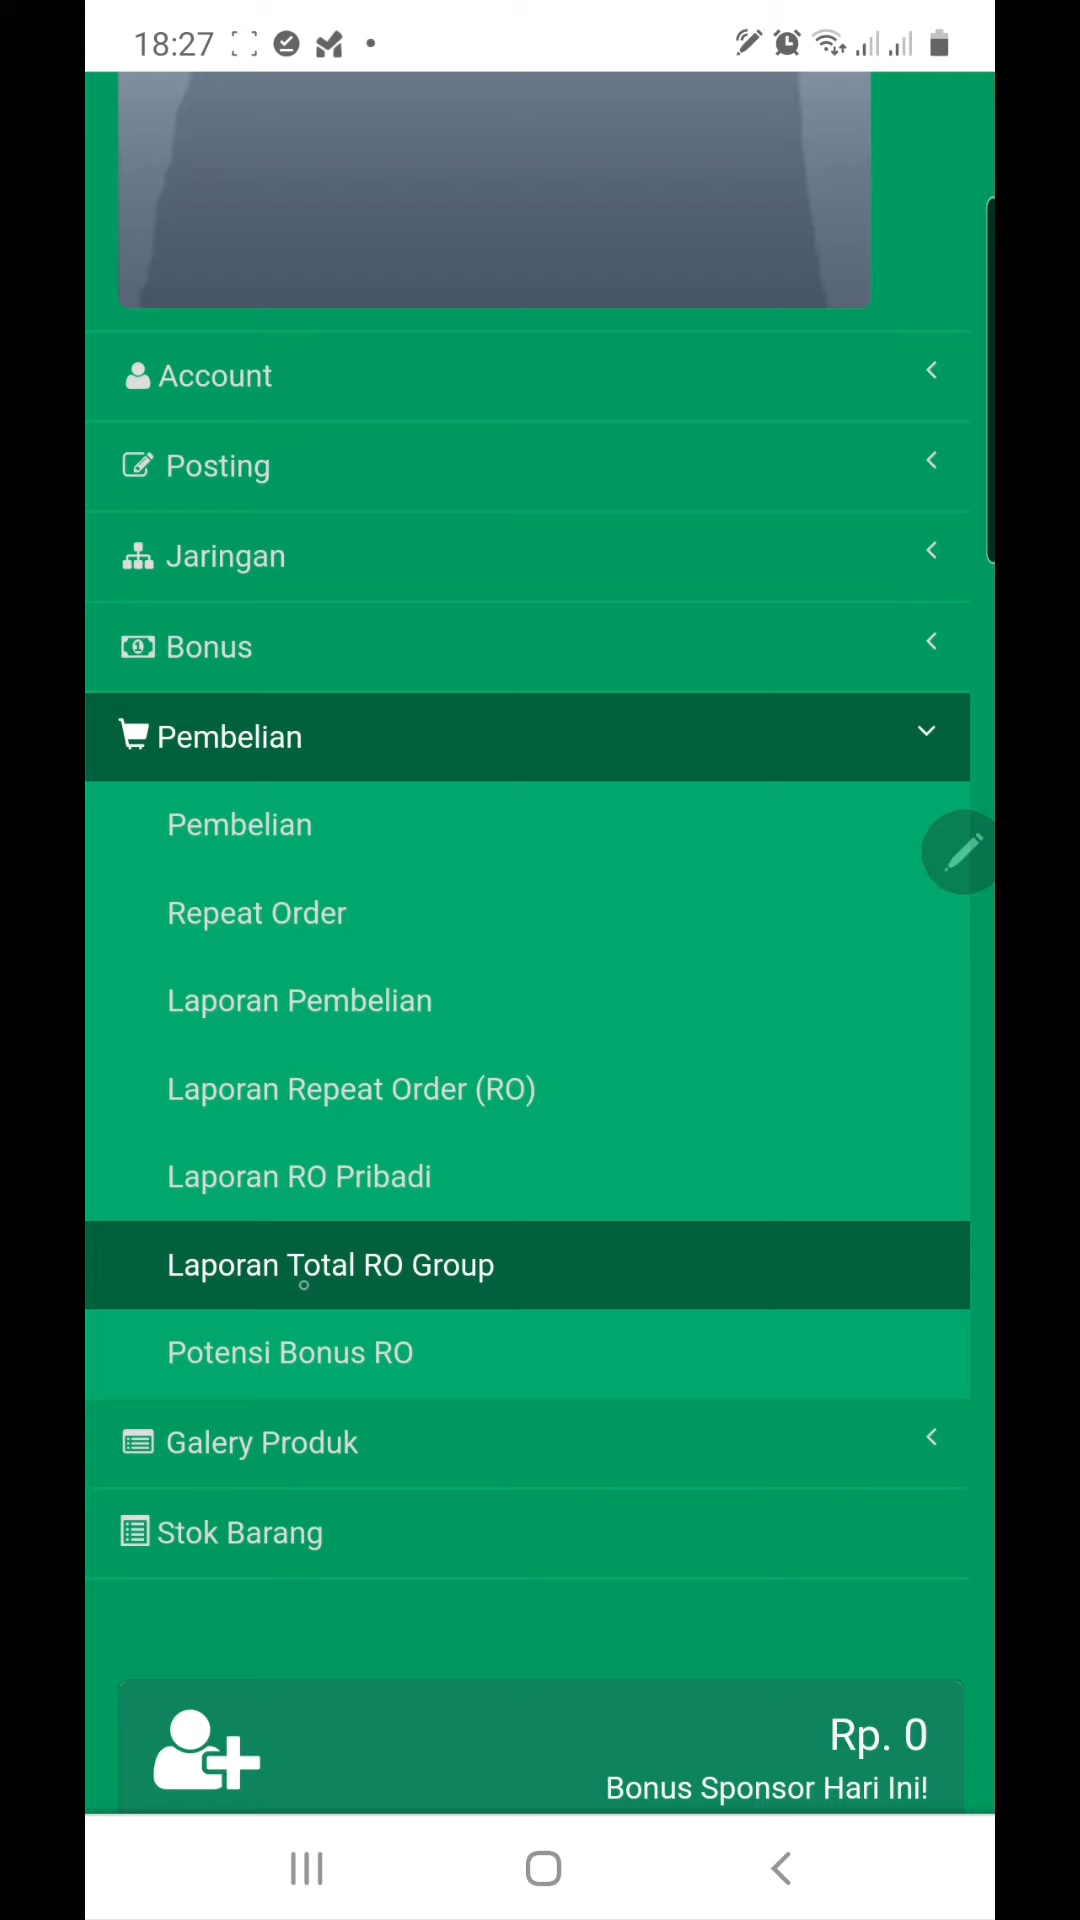 18:27
Account
Posting
Jaringan
Bonus
Pembelian
Pembelian
Repeat Order
Laporan Pembelian
Laporan Repeat Order (RO)
Laporan RO Pribadi
Laporan Total RO Group
Potensi Bonus RO
Galery Produk
Stok Barang
Rp. 0
Bonus Sponsor Hari Ini!